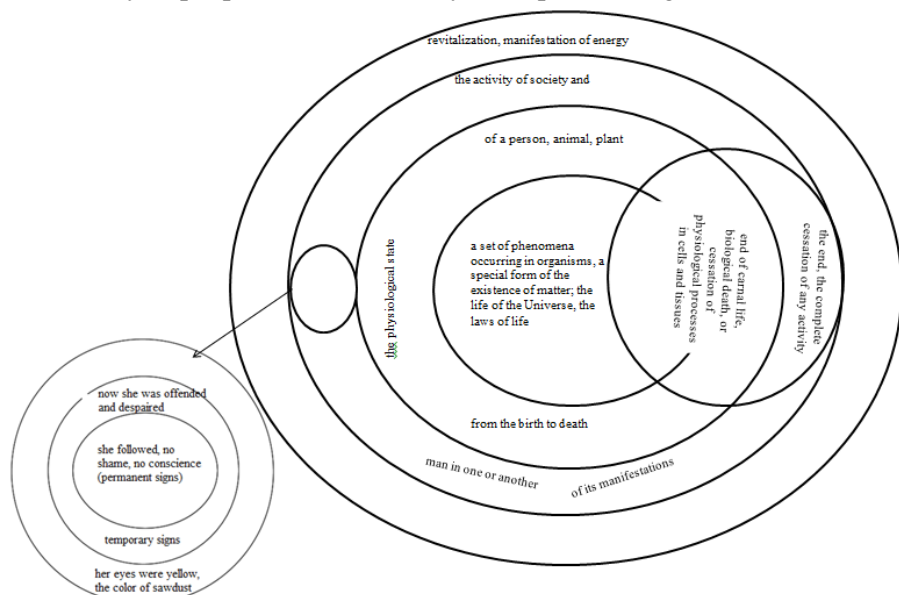 revitalization, manifestation of energy
the activity of society and
of a person, animal, plant
the physiological state
a set of phenomena
occurring in organisms, a
special form of the
existence of matter; the
life of the Universe, the
laws of life
end of carnal life,
biological death, or
cessation of
physiological processes
in cells and tissues
the end, the complete
cessation of any activity
from the birth to death
man in one or another
of its manifestations
now she was offended
and despaired
she followed, no
shame, no conscience
(permanent signs)
temporary signs
her eyes were yellow,
the color of sawdust